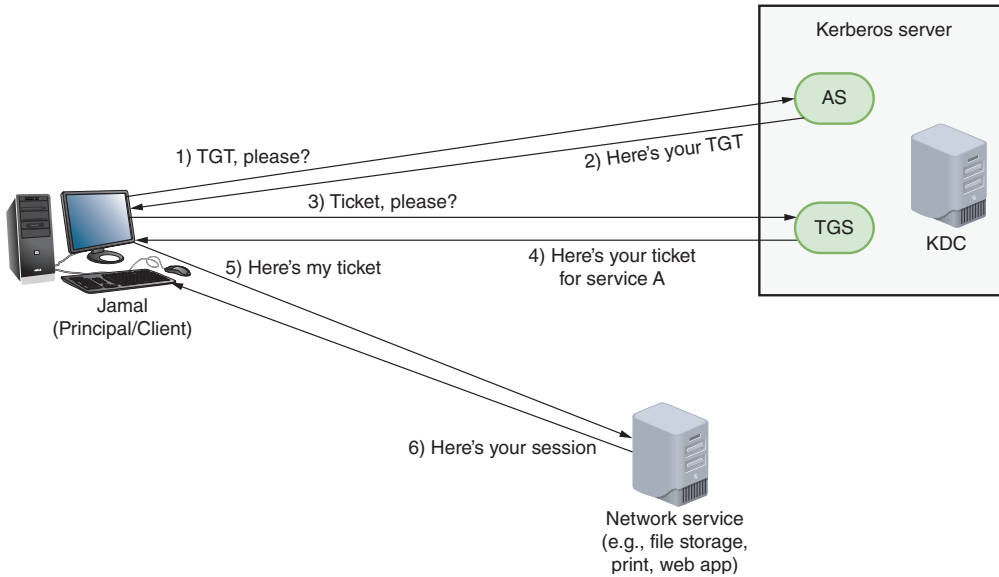 Kerberos server
AS
1) TGT, please?
2) Here's your TGT
3) Ticket, please?
TGS
KDC
4) Here's your ticket
for service A
5) Here's my ticket
Jamal
(Principal/Client)
6) Here's your session
Network service
(e.g., file storage,
print, web app)